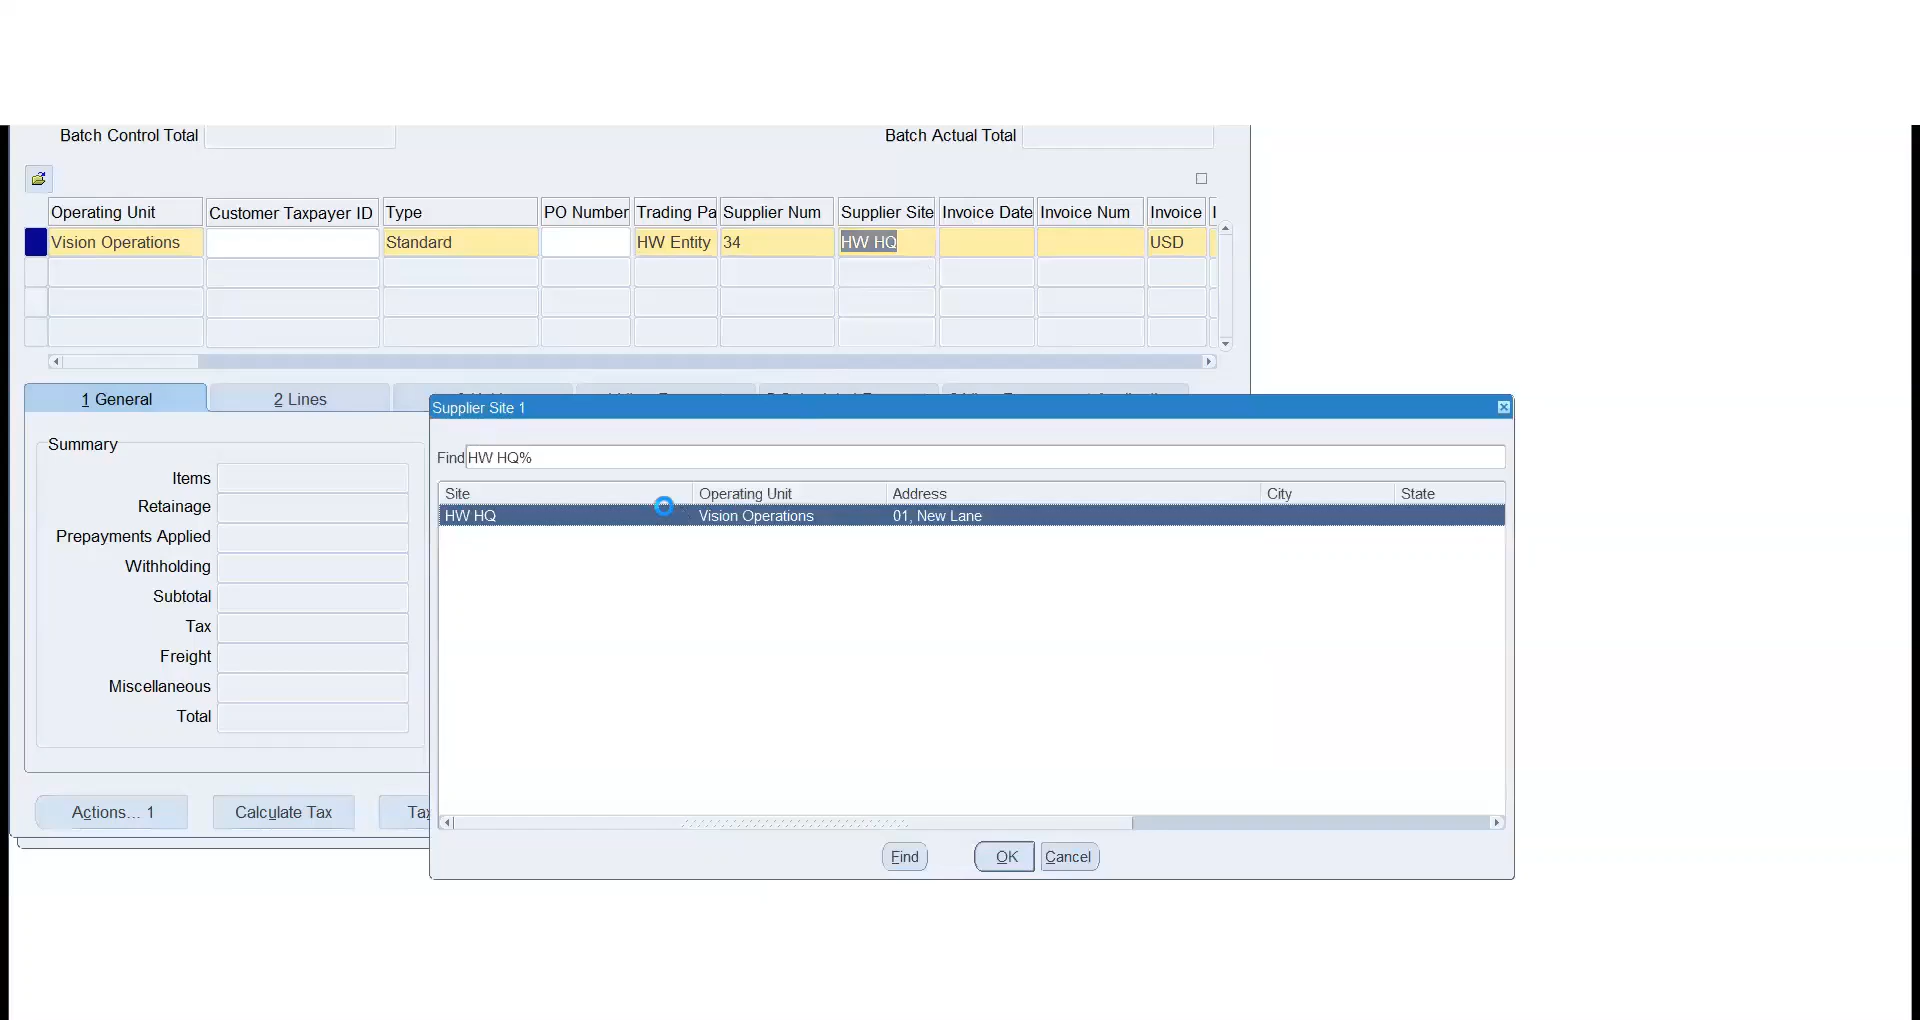 Batch Control Total Batch Actual Total
Operating Unit Customer Taxpayer ID Type PO Number Trading Pa Supplier Num Supplier Site Invoice Date Invoice Num Invoice I
Vision Operations Standard HW Entity 34 HW HQ USD
1 General 2 Lines
Supplier Site 1
Summary
Find HW HQ%
Items
Site Operating Unit Address City State
Retainage
HW HQ Vision Operations 01, New Lane
Prepayments Applied
Withholding
Subtotal
Tax
Freight
Miscellaneous
Total
Actions... 1 Calculate Tax Tax
Find OK Cancel